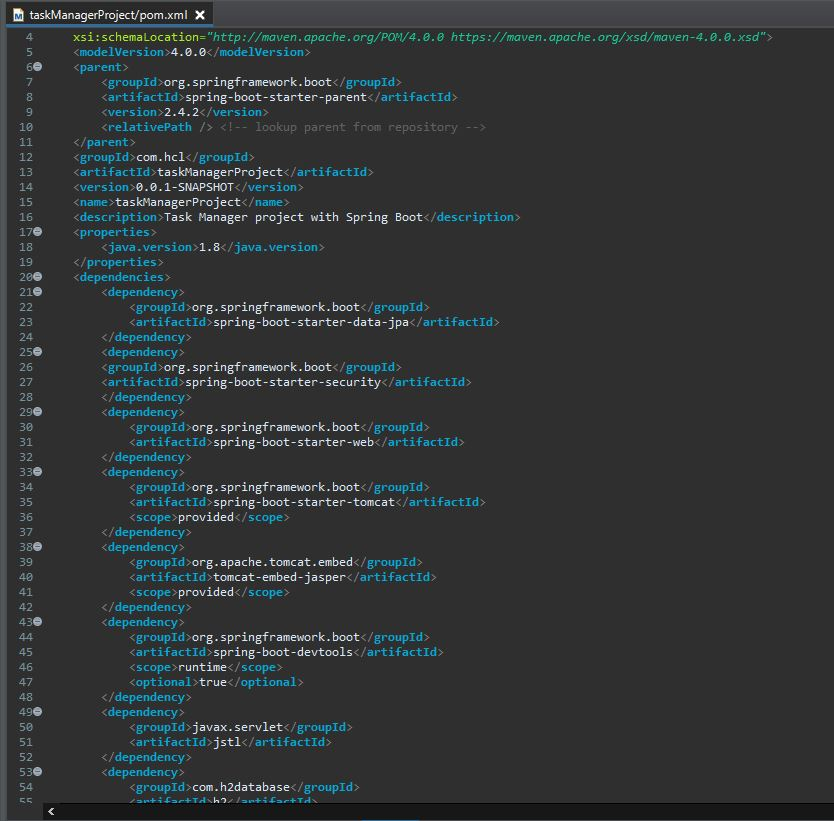 taskManagerProject/pom.xml
4 xsi:schemaLocation="http://maven.apache.org/POM/4.0.0 https://maven.apache.org/xsd/maven-4.0.0.xsd">
5 <modelVersion>4.0.0</modelVersion>
6 <parent>
7 <groupId>org.springframework.boot</groupId>
8 <artifactId>spring-boot-starter-parent</artifactId>
9 <version>2.4.2</version>
10 <relativePath /> <!-- lookup parent from repository -->
11 </parent>
12 <groupId>com.hcl</groupId>
13 <artifactId>taskManagerProject</artifactId>
14 <version>0.0.1-SNAPSHOT</version>
15 <name>taskManagerProject</name>
16 <description>Task Manager project with Spring Boot</description>
17 <properties>
18 <java.version>1.8</java.version>
19 </properties>
20 <dependencies>
21 <dependency>
22 <groupId>org.springframework.boot</groupId>
23 <artifactId>spring-boot-starter-data-jpa</artifactId>
24 </dependency>
25 <dependency>
26 <groupId>org.springframework.boot</groupId>
27 <artifactId>spring-boot-starter-security</artifactId>
28 </dependency>
29 <dependency>
30 <groupId>org.springframework.boot</groupId>
31 <artifactId>spring-boot-starter-web</artifactId>
32 </dependency>
33 <dependency>
34 <groupId>org.springframework.boot</groupId>
35 <artifactId>spring-boot-starter-tomcat</artifactId>
36 <scope>provided</scope>
37 </dependency>
38 <dependency>
39 <groupId>org.apache.tomcat.embed</groupId>
40 <artifactId>tomcat-embed-jasper</artifactId>
41 <scope>provided</scope>
42 </dependency>
43 <dependency>
44 <groupId>org.springframework.boot</groupId>
45 <artifactId>spring-boot-devtools</artifactId>
46 <scope>runtime</scope>
47 <optional>true</optional>
48 </dependency>
49 <dependency>
50 <groupId>javax.servlet</groupId>
51 <artifactId>jstl</artifactId>
52 </dependency>
53 <dependency>
54 <groupId>com.h2database</groupId>
55 <artifactId>h2</artifactId>